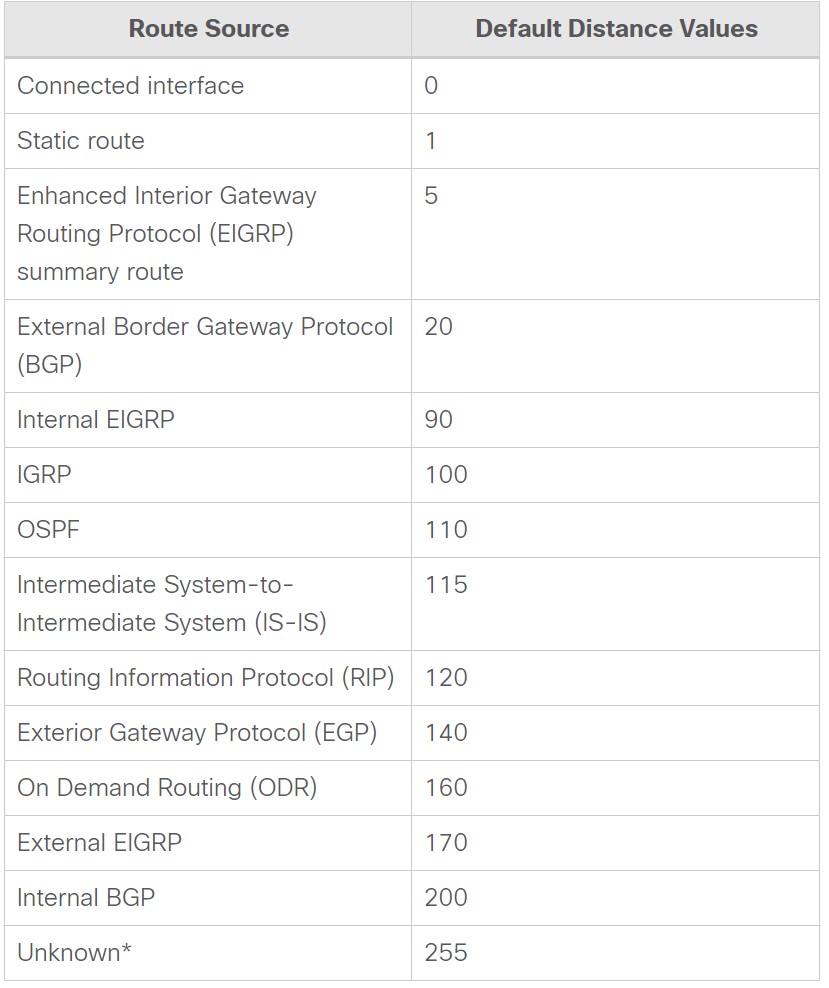 Route Source Default Distance Values
Connected interface 0
Static route 1
Enhanced Interior Gateway 5
Routing Protocol (EIGRP)
summary route
External Border Gateway Protocol 20
(BGP)
Internal EIGRP 90
IGRP 100
OSPF 110
Intermediate System-to- 115
Intermediate System (IS-IS)
Routing Information Protocol (RIP) 120
Exterior Gateway Protocol (EGP) 140
On Demand Routing (ODR) 160
External EIGRP 170
Internal BGP 200
Unknown* 255